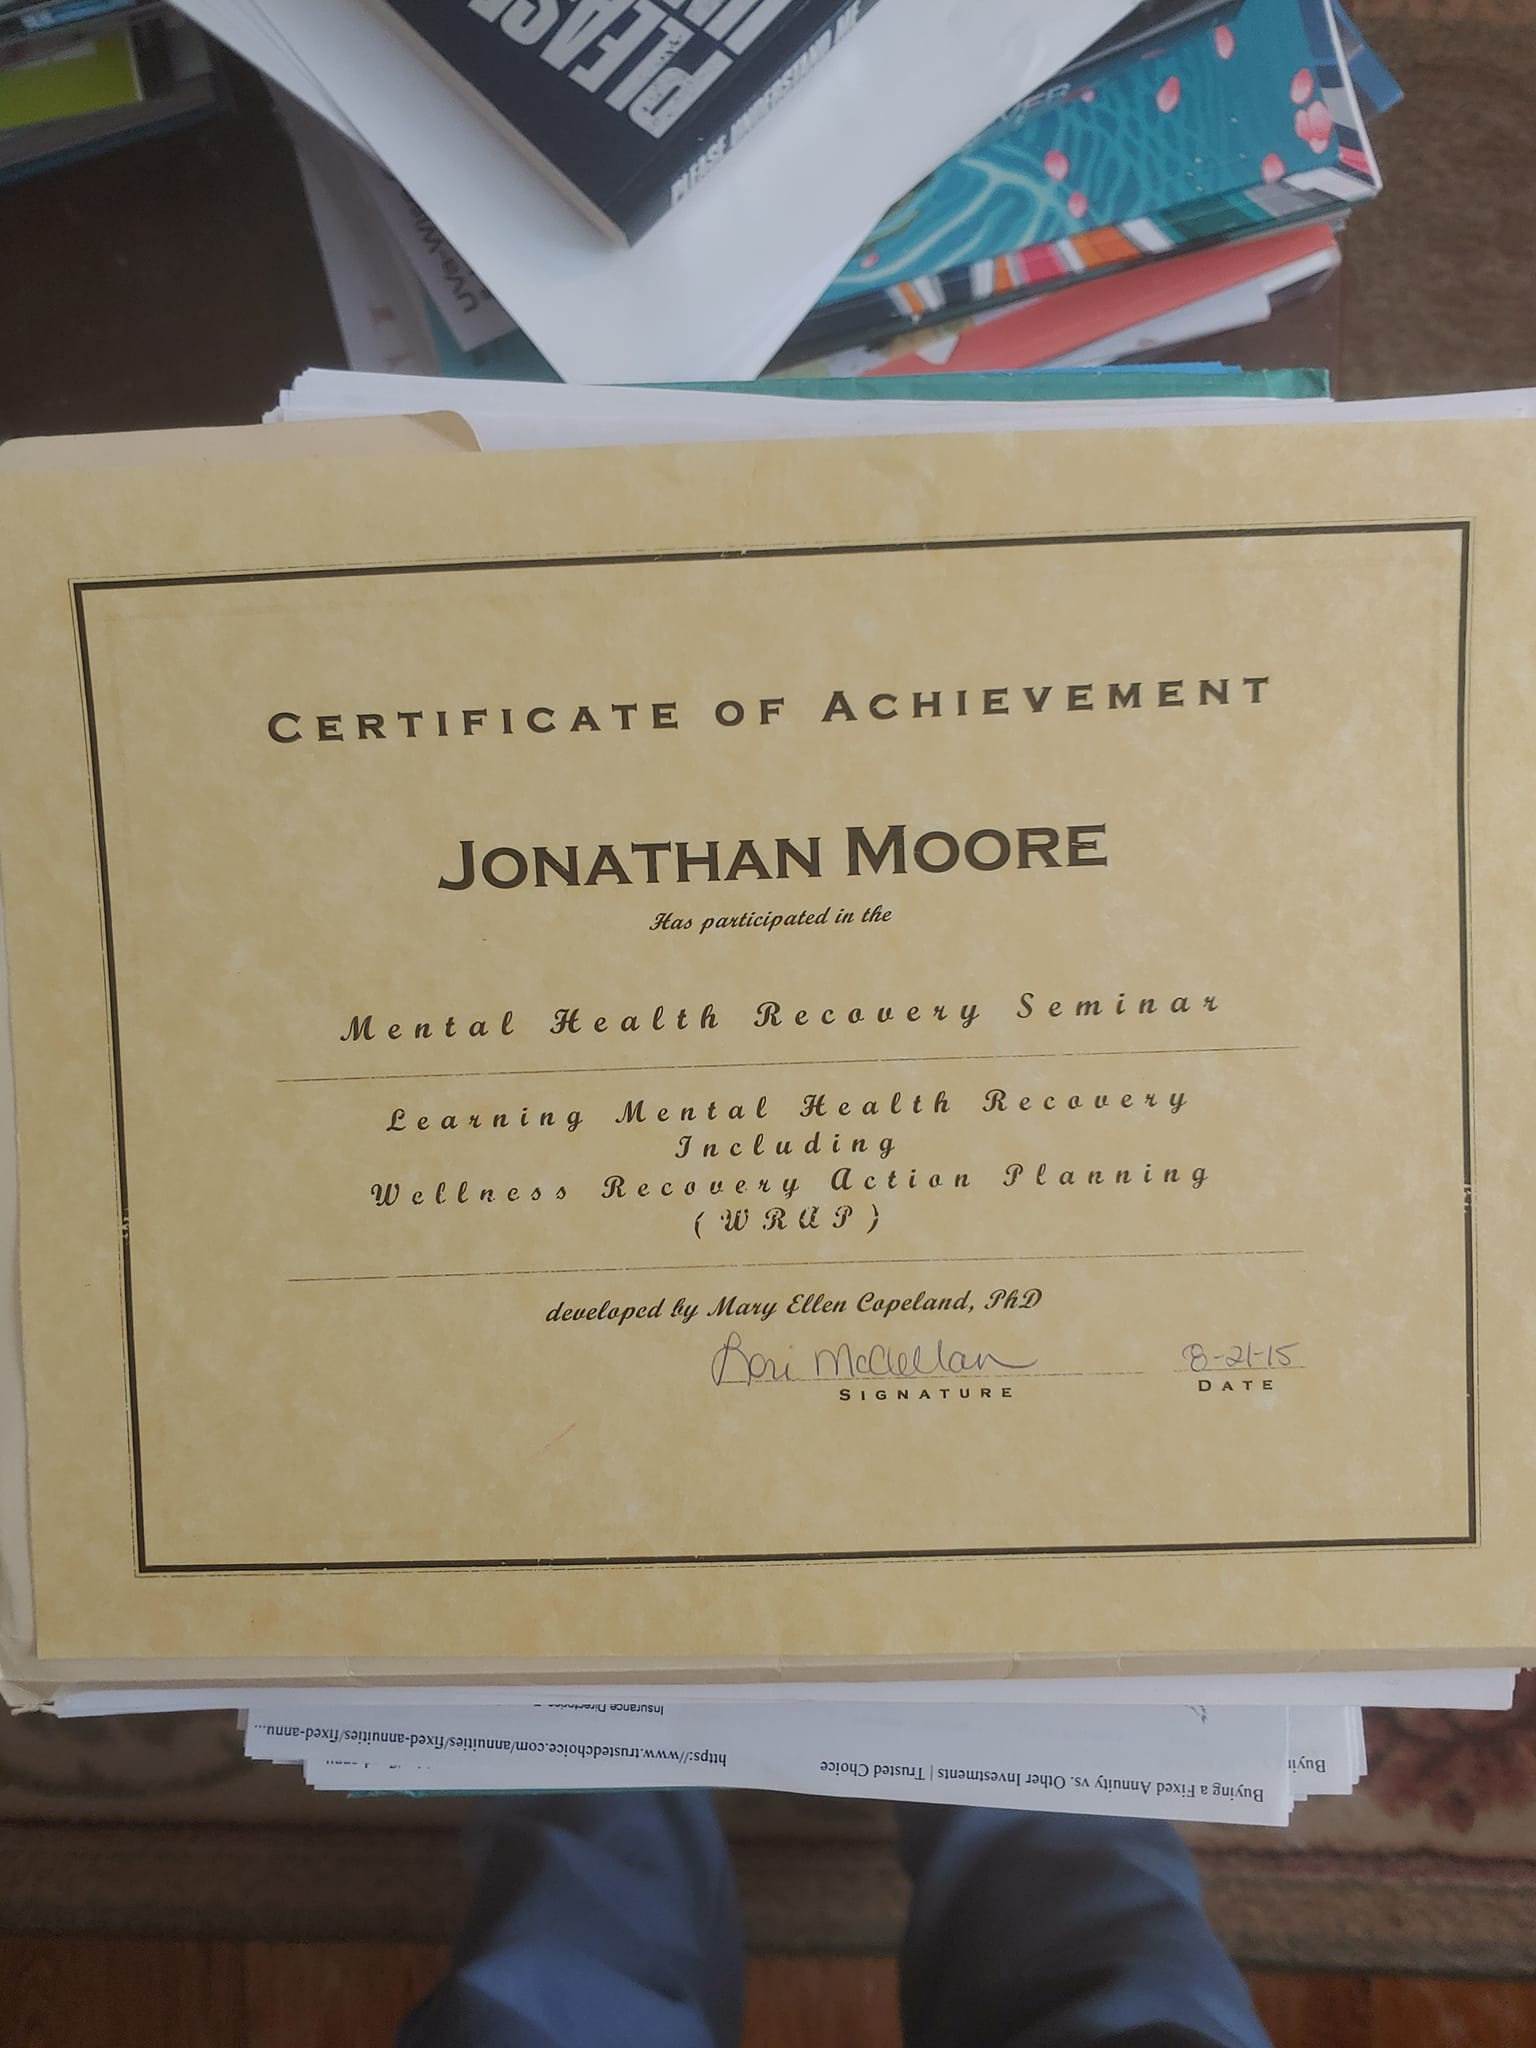 PLEASE
UN
PLEASE UNDERSTAND ME
CERTIFICATE OF ACHIEVEMENT
JONATHAN MOORE
Has participated in the
Mental Health Recovery Seminar
Learning Mental Health Recovery
Including
Wellness Recovery Action Planning
(WRAP)
developed by Mary Ellen Copeland, PhD
Lori McClellan 8-21-15
SIGNATURE DATE
Insurance Directories
https://www.trustedchoice.com/annuities/fixed-annuities/fixed-annu...
Buying a Fixed Annuity vs. Other Investments | Trusted Choice
Buyin